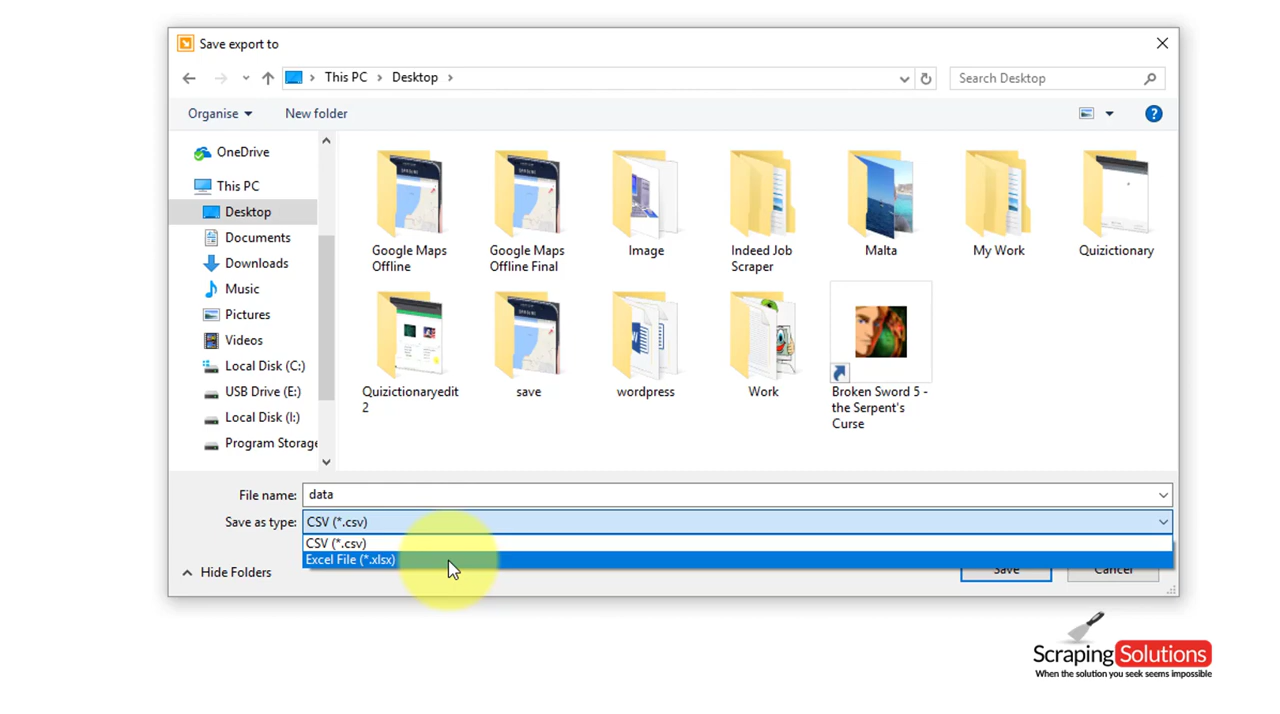 Save export to
This PC > Desktop >
Search Desktop
Organise
New folder
?
OneDrive
This PC
Desktop
Documents
Downloads
Music
Pictures
Videos
Local Disk (C:)
USB Drive (E:)
Local Disk (I:)
Program Storage
Google Maps
Offline
Google Maps
Offline Final
Image
Indeed Job
Scraper
Malta
My Work
Quizictionary
Quizictionaryedit
2
save
wordpress
Work
Broken Sword 5 -
the Serpent's
Curse
File name:
data
Save as type:
CSV (*.csv)
CSV (*.csv)
Excel File (*.xlsx)
Hide Folders
Save
Cancel
ScrapingSolutions
When the solution you seek seems impossible